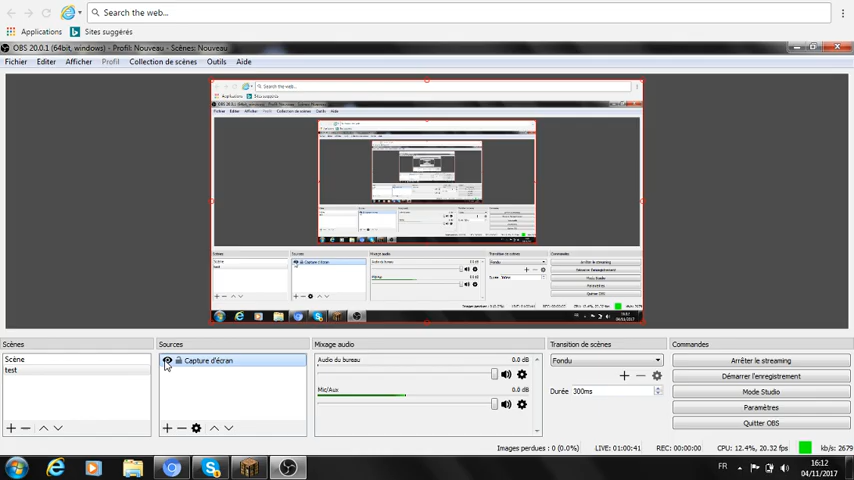 Search the web...
Applications Sites suggérés
OBS 20.0.1 (64bit, windows) - Profil: Nouveau - Scènes: Nouveau
Fichier Editer Afficher Profil Collection de scènes Outils Aide
Search the web...
Scènes Sources Mixage audio Transition de scènes Commandes
Scène Capture d'écran Audio du bureau 0.0 dB Fondu Arrêter le streaming
test Durée 300ms Démarrer l'enregistrement
Mic/Aux 0.0 dB Mode Studio
Paramètres
Quitter OBS
Images perdues : 0 (0.0%) LIVE: 01:00:41 REC: 00:00:00 CPU: 12.4%, 20.32 fps kb/s: 2679
FR 16:12
04/11/2017